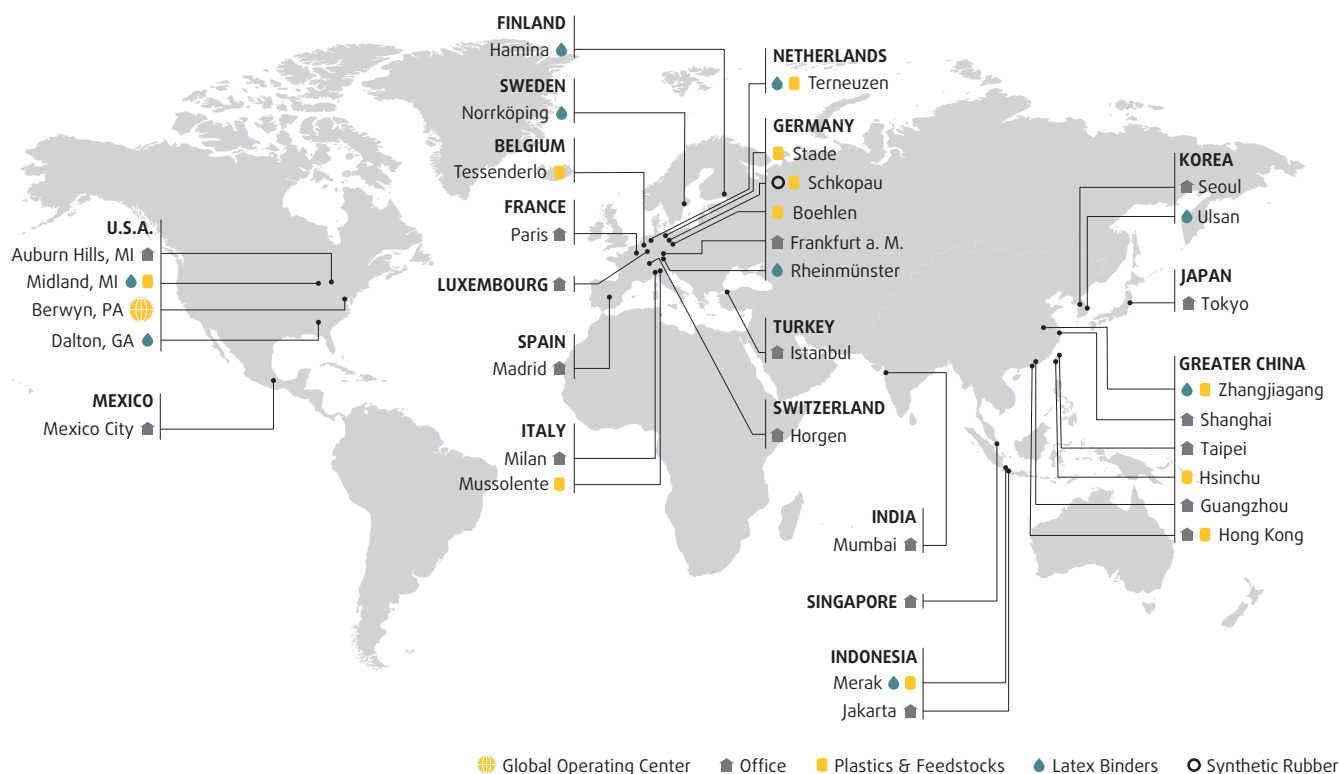 FINLAND
Hamina
SWEDEN
Norrköping
BELGIUM
Tessenderlo
FRANCE
Paris
LUXEMBOURG
SPAIN
Madrid
ITALY
Milan
Mussolente
U.S.A.
Auburn Hills, MI
Midland, MI
Berwyn, PA
Dalton, GA
MEXICO
Mexico City
NETHERLANDS
Terneuzen
GERMANY
Stade
Schkopau
Boehlen
Frankfurt a. M.
Rheinmünster
TURKEY
Istanbul
SWITZERLAND
Horgen
INDIA
Mumbai
SINGAPORE
INDONESIA
Merak
Jakarta
KOREA
Seoul
Ulsan
JAPAN
Tokyo
GREATER CHINA
Zhangjiagang
Shanghai
Taipei
Hsinchu
Guangzhou
Hong Kong
Global Operating Center Office Plastics & Feedstocks Latex Binders Synthetic Rubber